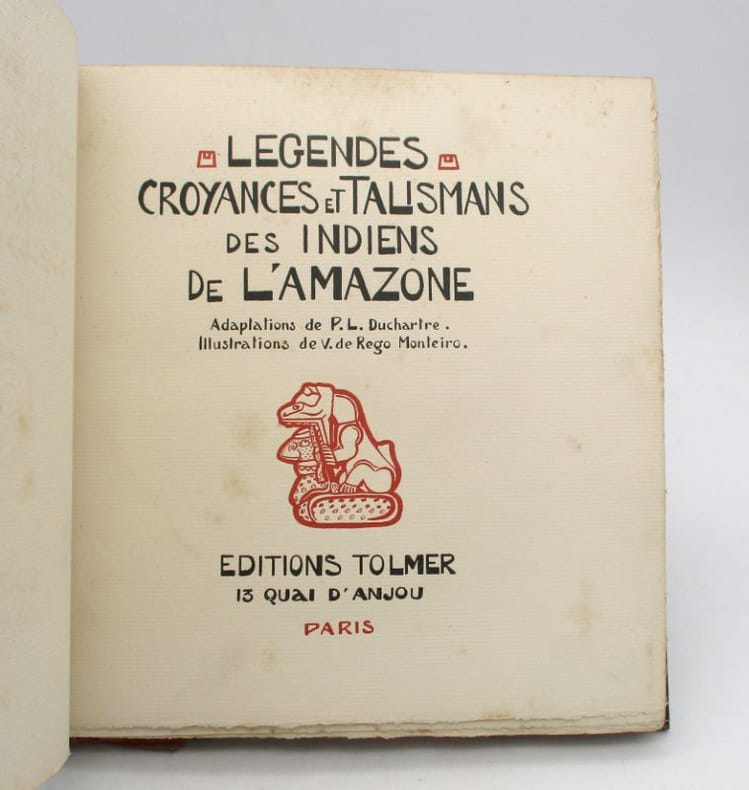 LEGENDES
CROYANCES ET TALISMANS
DES INDIENS
DE L'AMAZONE
Adaptations de P.L. Duchartre.
Illustrations de V. de Rego Monteiro.
EDITIONS TOLMER
13 QUAI D'ANJOU
PARIS